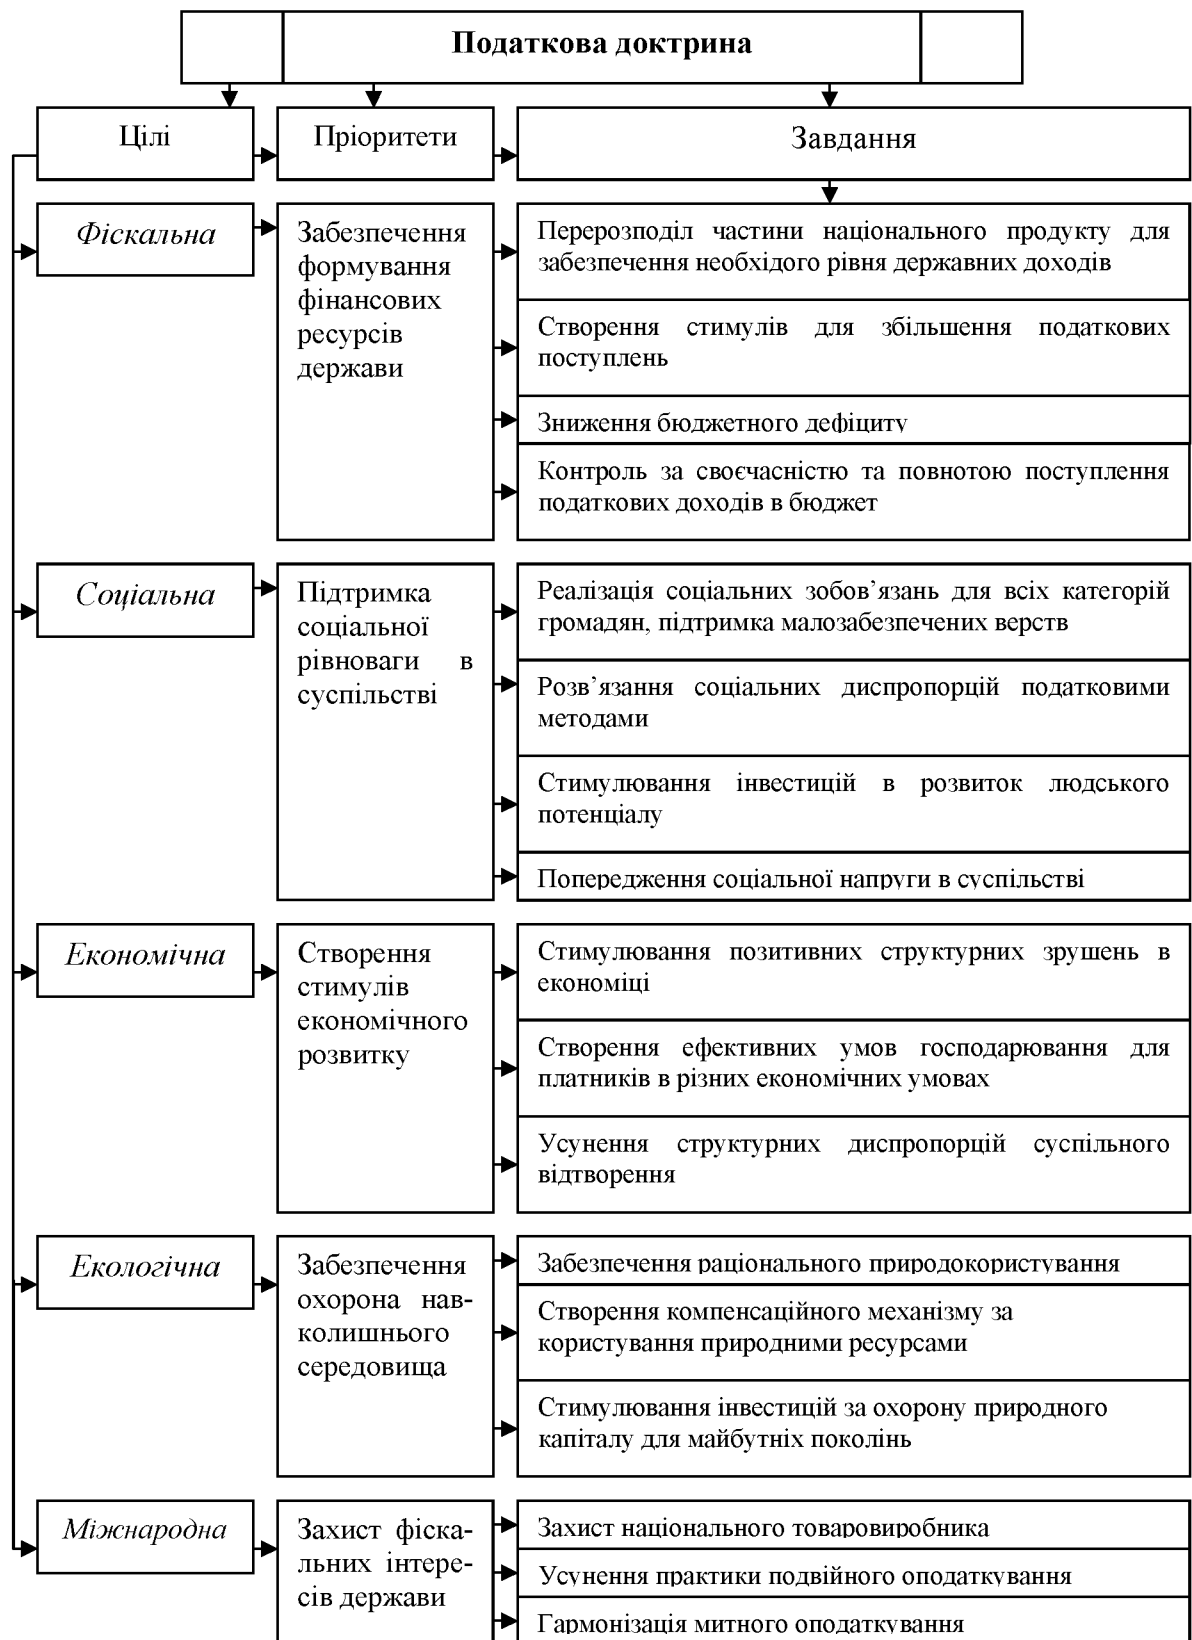 Податкова доктрина
Цілі
Пріоритети
Завдання
Фіскальна
Забезпечення
формування
фінансових
ресурсів
держави
Перерозподіл частини національного продукту для
забезпечення необхідого рівня державних доходів
Створення стимулів для збільшення податкових
поступлень
Зниження бюджетного дефіциту
Контроль за своєчасністю та повнотою поступлення
податкових доходів в бюджет
Соціальна
Підтримка
соціальної
рівноваги в
суспільстві
Реалізація соціальних зобов’язань для всіх категорій
громадян, підтримка малозабезпечених верств
Розв’язання соціальних диспропорцій податковими
методами
Стимулювання інвестицій в розвиток людського
потенціалу
Попередження соціальної напруги в суспільстві
Економічна
Створення
стимулів
економічного
розвитку
Стимулювання позитивних структурних зрушень в
економіці
Створення ефективних умов господарювання для
платників в різних економічних умовах
Усунення структурних диспропорцій суспільного
відтворення
Екологічна
Забезпечення
охорона нав-
колишнього
середовища
Забезпечення раціонального природокористування
Створення компенсаційного механізму за
користування природними ресурсами
Стимулювання інвестицій за охорону природного
капіталу для майбутніх поколінь
Міжнародна
Захист фіска-
льних інтере-
сів держави
Захист національного товаровиробника
Усунення практики подвійного оподаткування
Гармонізація митного оподаткування